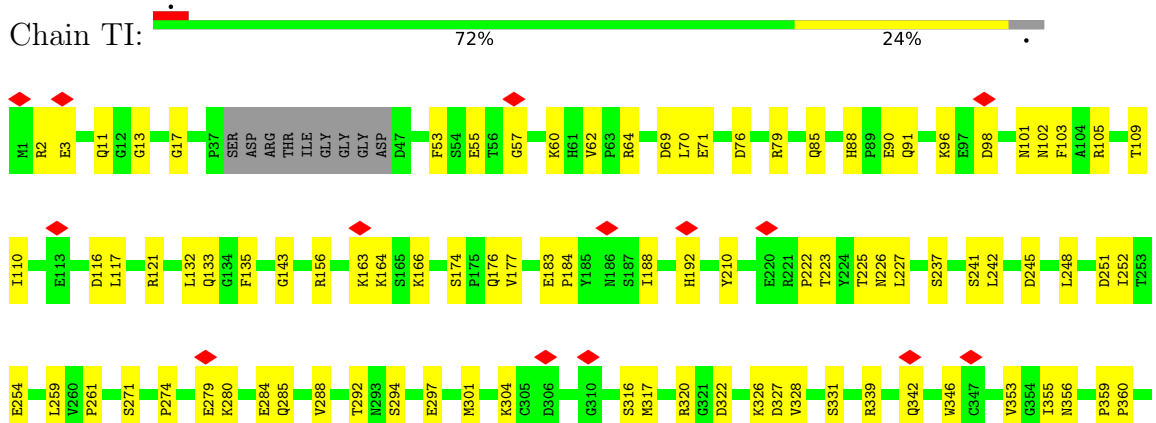 Chain TI:
72% 24%
M1 R2 E3 Q11 G12 G13 G17 P37 SER ASP ARG THR ILE GLY GLY GLY ASP D47 F53 S54 E55 T56 G57 K60 H61 V62 P63 R64 D69 L70 E71 D76 R79 Q85 H88 P89 E90 Q91 K96 E97 D98 N101 N102 F103 A104 R105 T109
I110 E113 D116 L117 R121 L132 Q133 G134 F135 G143 R156 K163 K164 S165 K166 S174 P175 Q176 V177 E183 P184 Y185 N186 S187 I188 H192 Y210 E220 R221 P222 T223 Y224 T225 N226 L227 S237 S241 L242 D245 L248 D251 I252 T253
E254 L259 V260 P261 S271 P274 E279 K280 E284 Q285 V288 T292 N293 S294 E297 M301 K304 C305 D306 G310 S316 M317 R320 G321 D322 K326 D327 V328 S331 R339 Q342 W346 C347 V353 G354 I355 N356 P359 P360